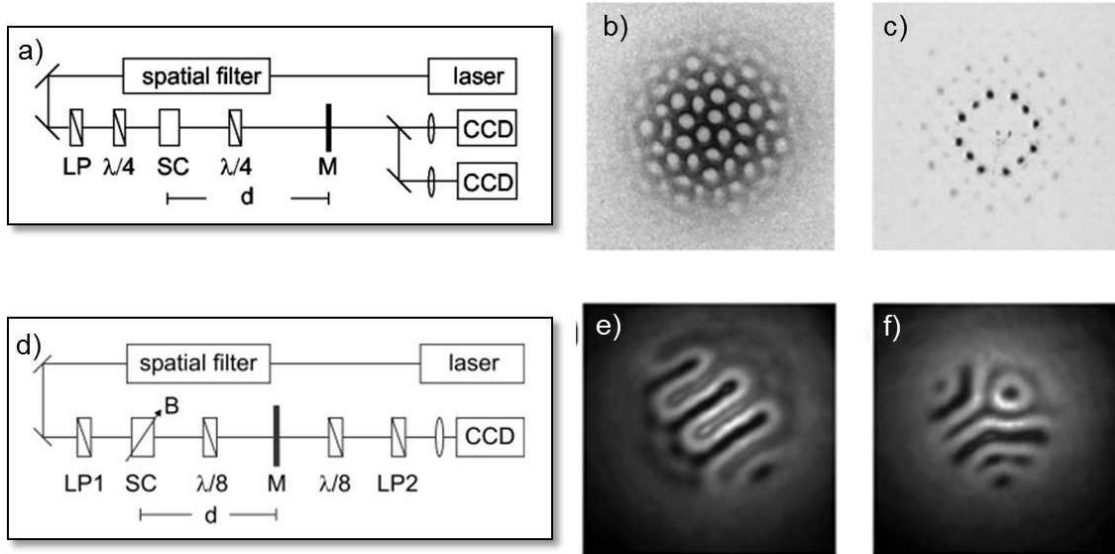 a)
spatial filter laser
CCD
LP λ/4 SC λ/4 M
CCD
d
b)
c)
d)
spatial filter laser
B
CCD
LP1 SC λ/8 M λ/8 LP2
d
e)
f)